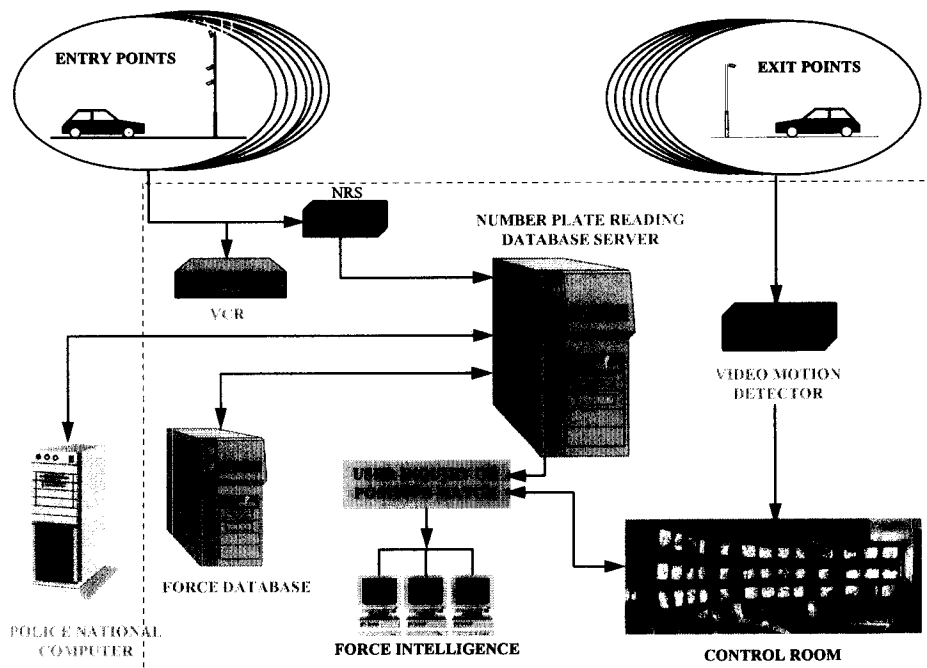 ENTRY POINTS
EXIT POINTS
NRS
NUMBER PLATE READING
DATABASE SERVER
VCR
VIDEO MOTION
DETECTOR
FORCE DATABASE
POLICE NATIONAL
COMPUTER
FORCE INTELLIGENCE
CONTROL ROOM